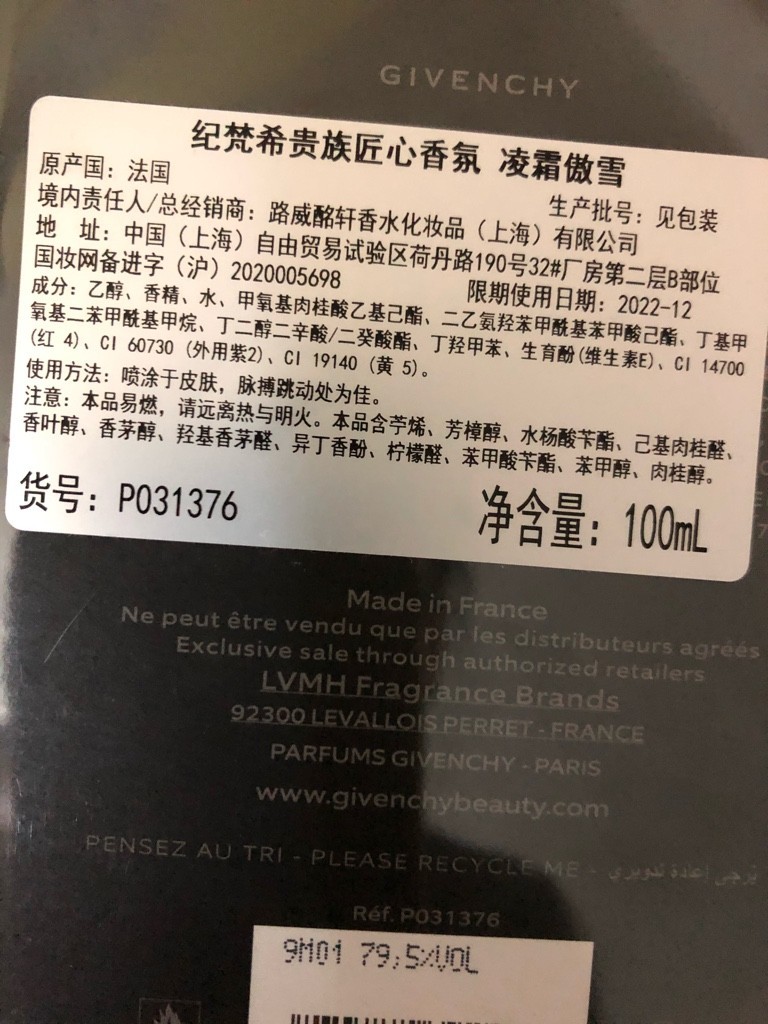 GIVENCHY
纪梵希贵族匠心香氛 凌霜傲雪
原产国：法国
生产批号：见包装
境内责任人/总经销商：路威酩轩香水化妆品（上海）有限公司
地 址：中国（上海）自由贸易试验区荷丹路190号32#厂房第二层B部位
国妆网备进字（沪）2020005698
限期使用日期：2022-12
成分：乙醇、香精、水、甲氧基肉桂酸乙基己酯、二乙氨羟苯甲酰基苯甲酸己酯、丁基甲
氧基二苯甲酰基甲烷、丁二醇二辛酸/二癸酸酯、丁羟甲苯、生育酚(维生素E)、CI 14700
(红 4)、CI 60730 (外用紫2)、CI 19140 (黄 5)。
使用方法：喷涂于皮肤，脉搏跳动处为佳。
注意：本品易燃，请远离热与明火。本品含苧烯、芳樟醇、水杨酸苄酯、己基肉桂醛、
香叶醇、香茅醇、羟基香茅醛、异丁香酚、柠檬醛、苯甲酸苄酯、苯甲醇、肉桂醇。
货号：P031376
净含量：100mL
Made in France
Ne peut être vendu que par les distributeurs agréés
Exclusive sale through authorized retailers
LVMH Fragrance Brands
92300 LEVALLOIS PERRET - FRANCE
PARFUMS GIVENCHY - PARIS
www.givenchybeauty.com
PENSEZ AU TRI - PLEASE RECYCLE ME - يُرجى إعادة تدويري
Réf. P031376
9M01 79,5%VOL